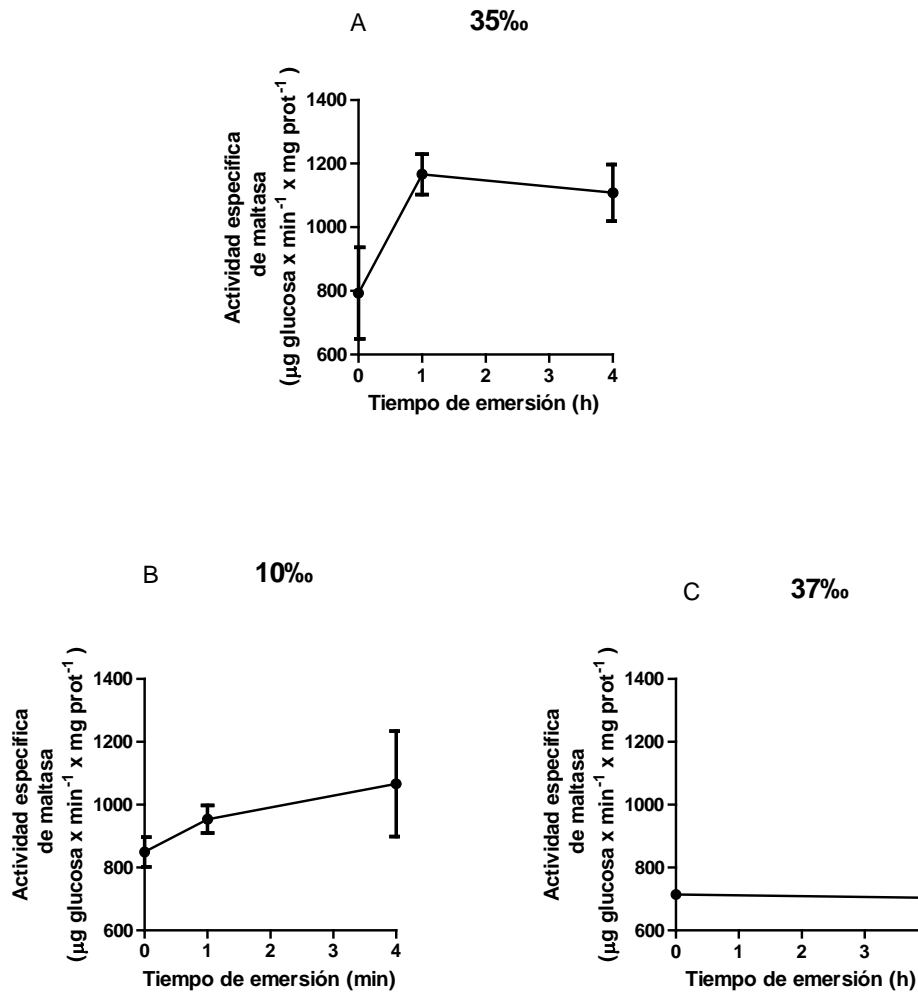 A 35‰
Actividad especifica
de maltasa
(µg glucosa x min⁻¹ x mg prot⁻¹ )
1400
1200
1000
800
600
0 1 2 3 4
Tiempo de emersión (h)
B 10‰
Actividad especifica
de maltasa
(µg glucosa x min⁻¹ x mg prot⁻¹ )
1400
1200
1000
800
600
0 1 2 3 4
Tiempo de emersión (min)
C 37‰
Actividad especifica
de maltasa
(µg glucosa x min⁻¹ x mg prot⁻¹ )
1400
1200
1000
800
600
0 1 2 3
Tiempo de emersión (h)